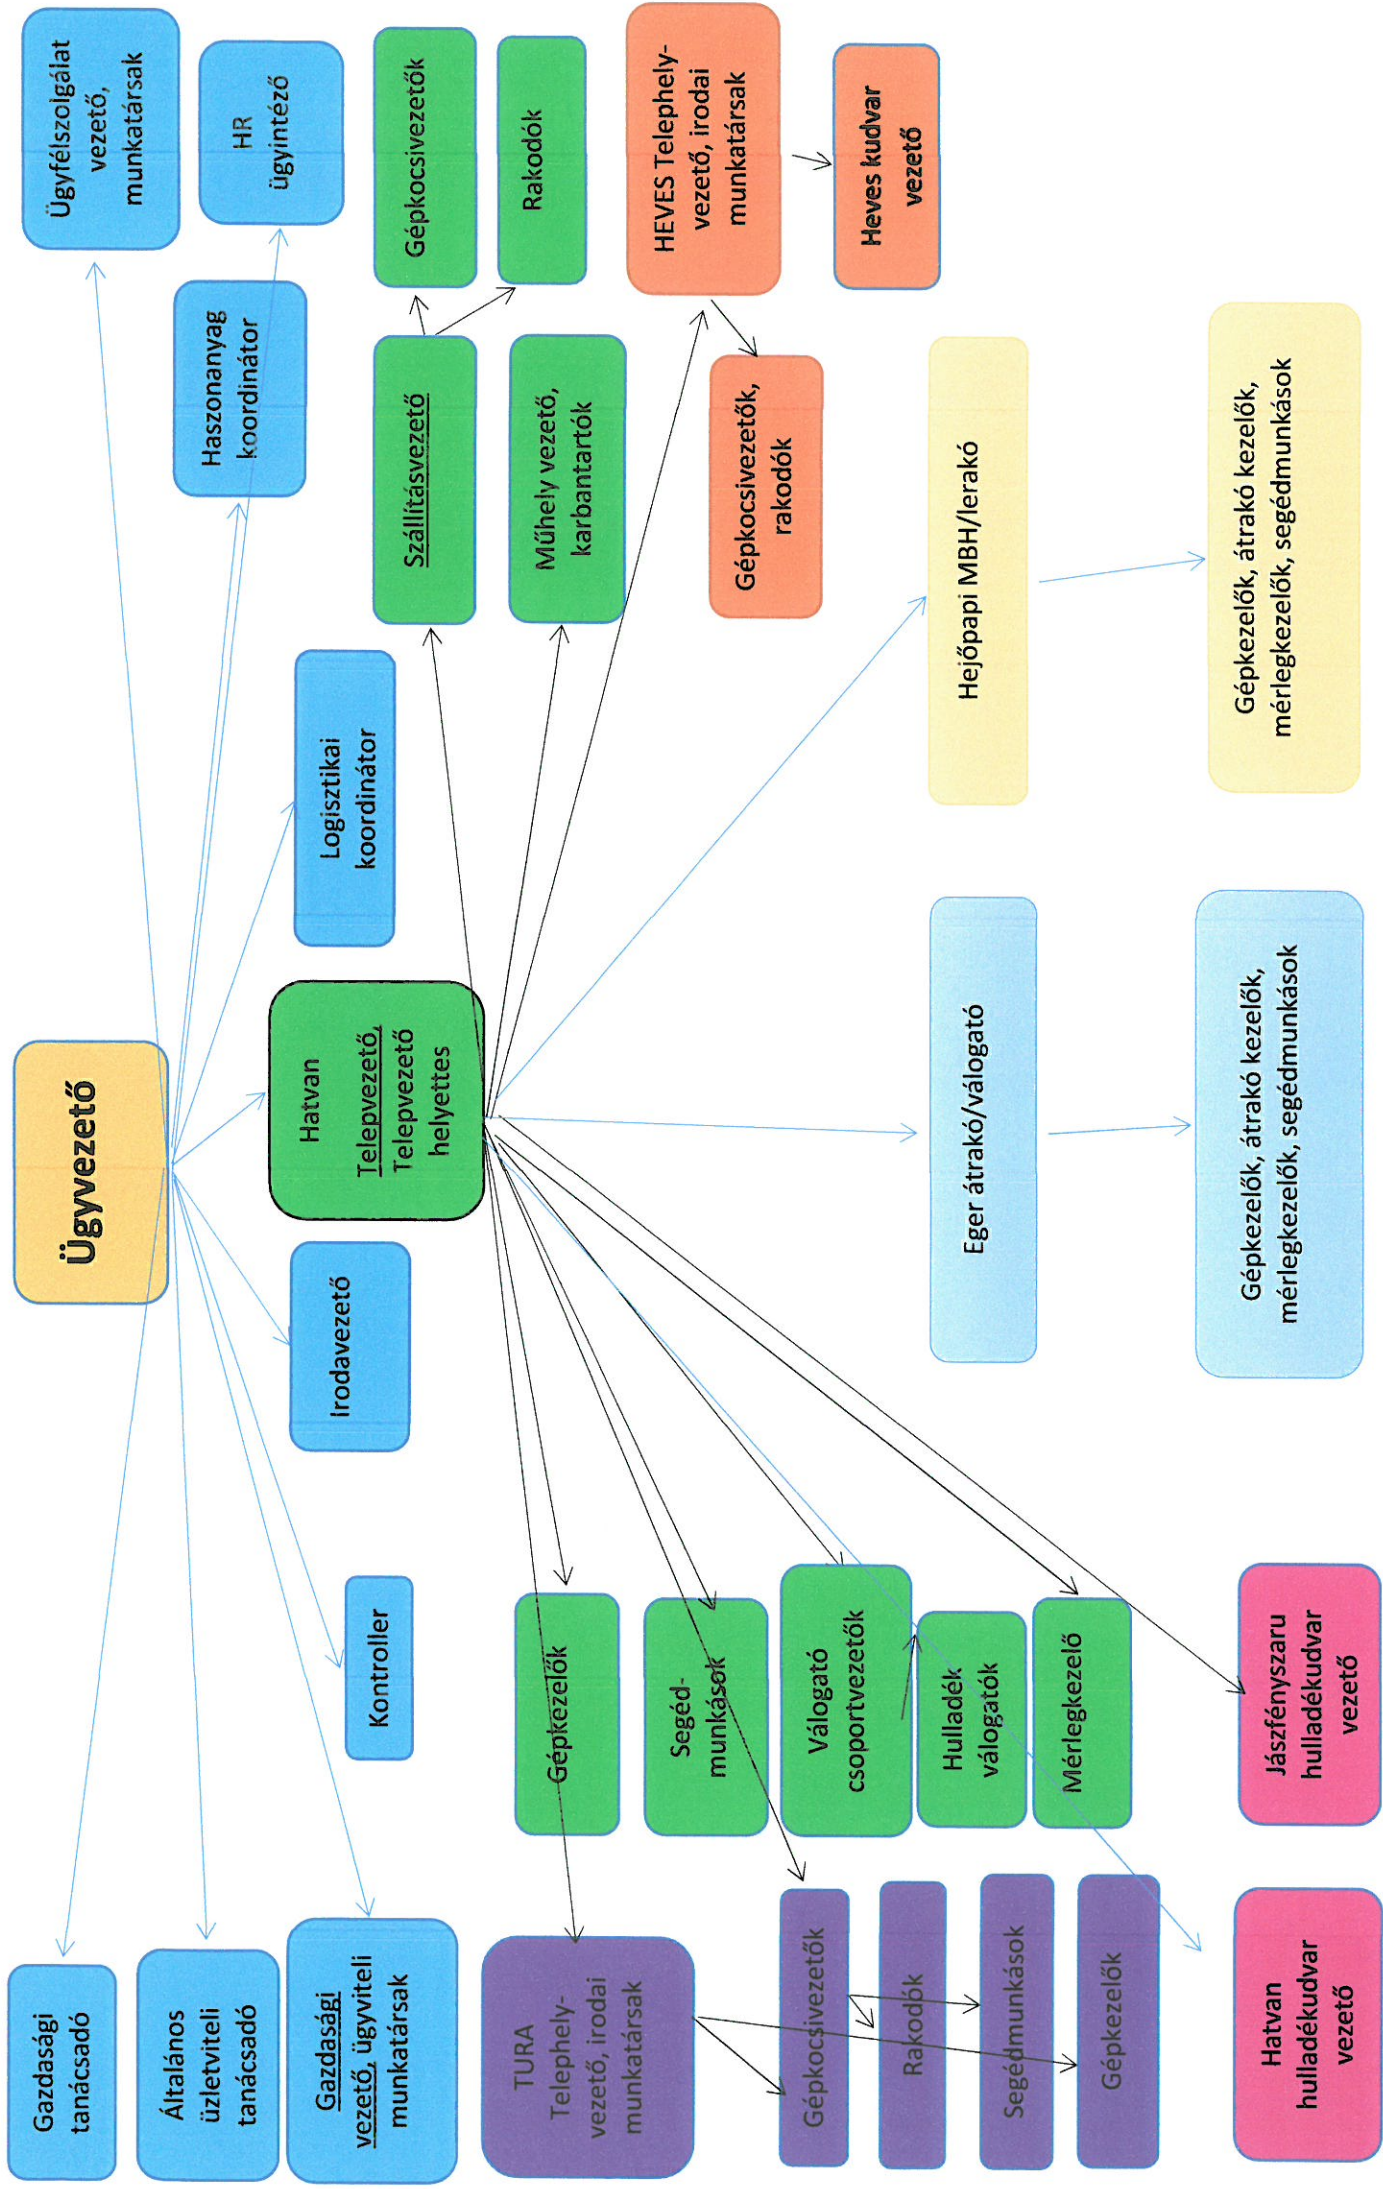 Ügyvezető
Gazdasági
tanácsadó
Általános
üzletviteli
tanácsadó
Gazdasági
vezető, ügyviteli
munkatársak
Kontroller
Irodavezető
Hatvan
Telepvezető,
Telepvezető
helyettes
Logisztikai
koordinátor
Haszonanyag
koordinátor
HR
ügyintéző
Ügyfélszolgálat
vezető,
munkatársak
TURA
Telephely-
vezető, irodai
munkatársak
Gépkocsivezetők
Rakodók
Segédmunkások
Gépkezelők
Gépkezelők
Segéd-
munkások
Válogató
csoportvezetők
Hulladék
válogatók
Mérlegkezelő
Szállításvezető
Gépkocsivezetők
Rakodók
Műhely vezető,
karbantartók
HEVES Telephely-
vezető, irodai
munkatársak
Gépkocsivezetők,
rakodók
Heves kudvar
vezető
Hatvan
hulladékudvar
vezető
Jászfényszaru
hulladékudvar
vezető
Eger átrakó/válogató
Gépkezelők, átrakó kezelők,
mérlegkezelők, segédmunkások
Hejőpapi MBH/lerakó
Gépkezelők, átrakó kezelők,
mérlegkezelők, segédmunkások